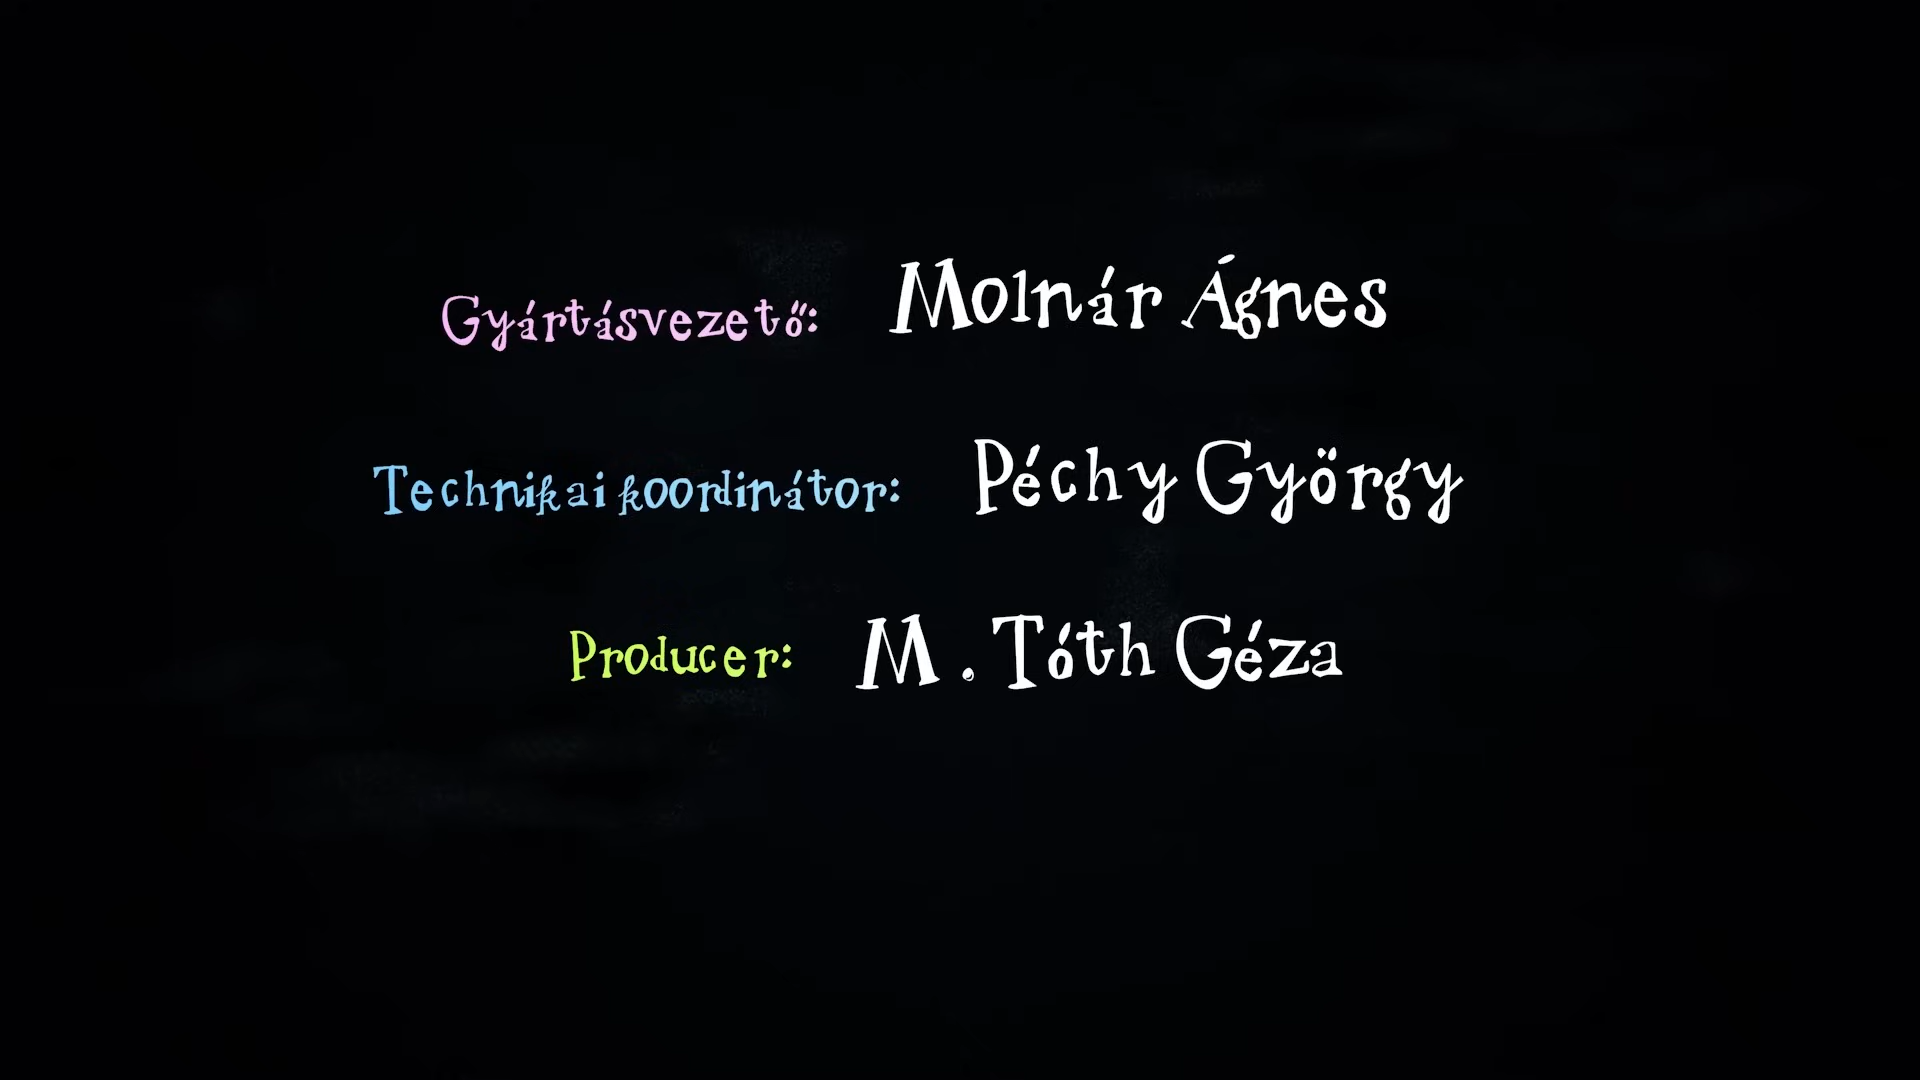 Gyártásvezető: Molnár Ágnes
Technikai koordinátor: Péchy György
Producer: M. Tóth Géza